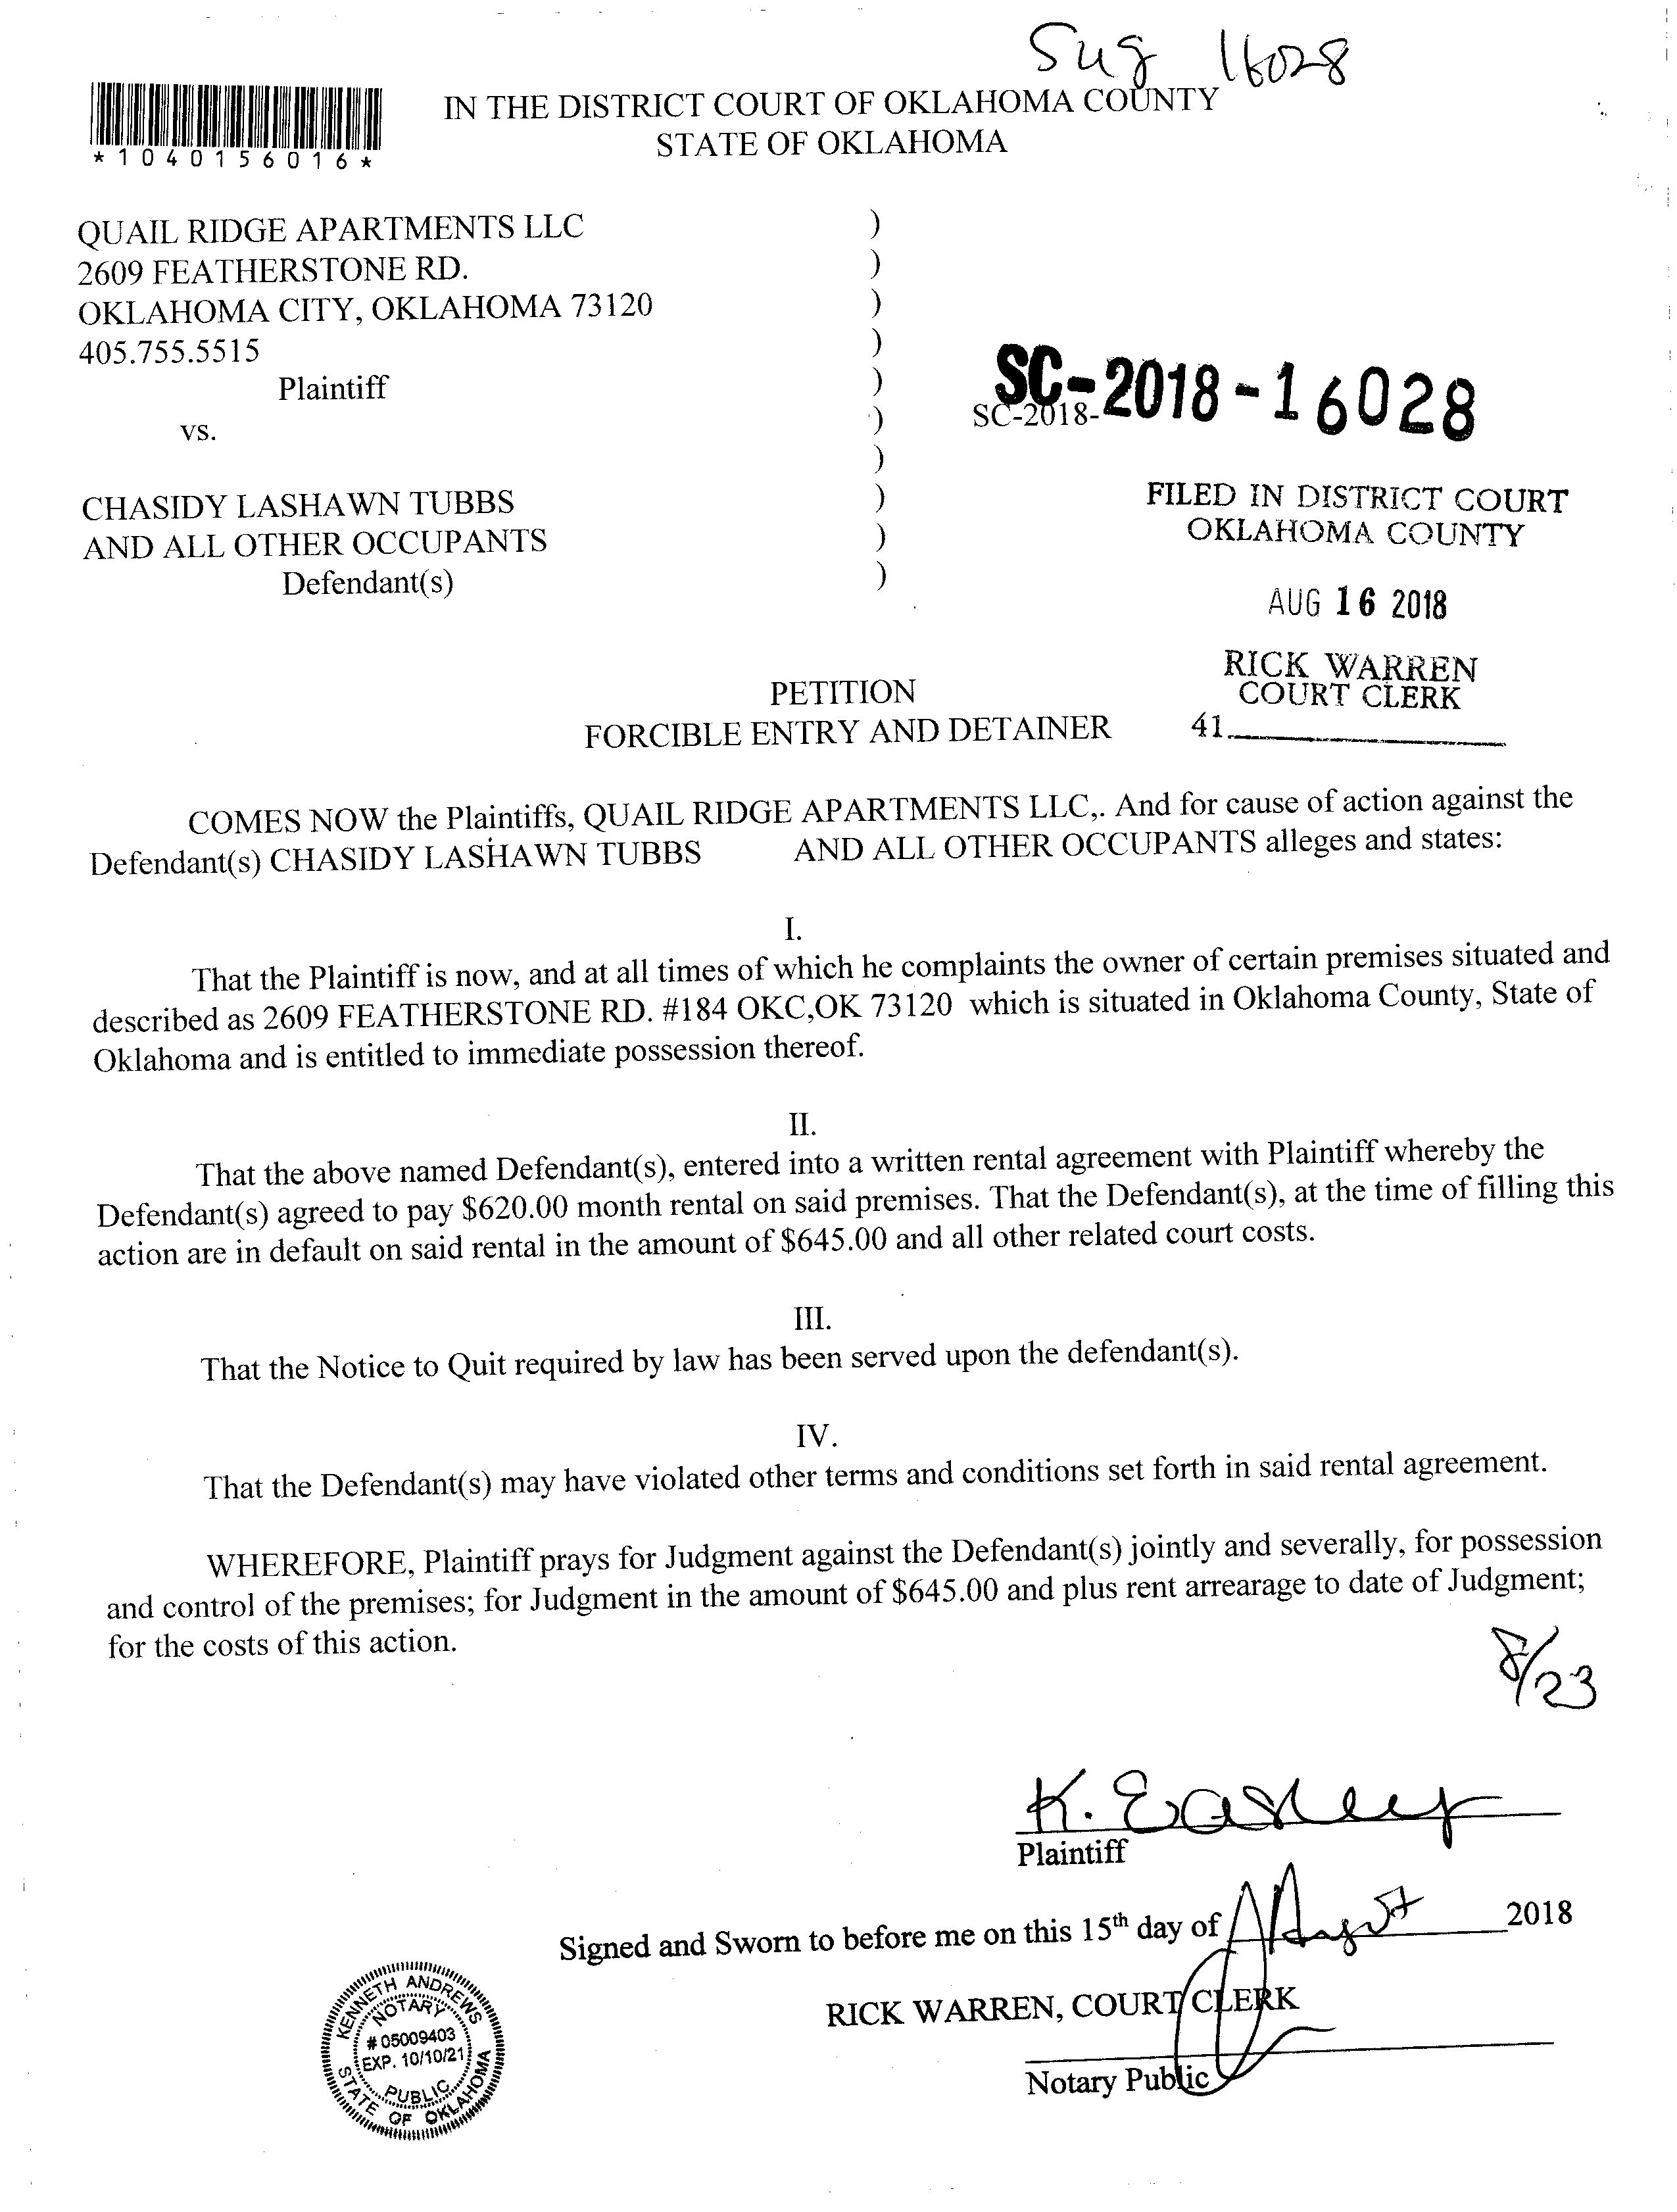 Sug 16028
*1040156016*
IN THE DISTRICT COURT OF OKLAHOMA COUNTY
STATE OF OKLAHOMA
QUAIL RIDGE APARTMENTS LLC )
2609 FEATHERSTONE RD. )
OKLAHOMA CITY, OKLAHOMA 73120 )
405.755.5515 )
Plaintiff )
vs. )
)
SC-2018-16028
SC-2018-
CHASIDY LASHAWN TUBBS )
AND ALL OTHER OCCUPANTS )
Defendant(s) )
FILED IN DISTRICT COURT
OKLAHOMA COUNTY
AUG 16 2018
RICK WARREN
COURT CLERK
41
PETITION
FORCIBLE ENTRY AND DETAINER
COMES NOW the Plaintiffs, QUAIL RIDGE APARTMENTS LLC,. And for cause of action against the
Defendant(s) CHASIDY LASHAWN TUBBS AND ALL OTHER OCCUPANTS alleges and states:
I.
That the Plaintiff is now, and at all times of which he complaints the owner of certain premises situated and
described as 2609 FEATHERSTONE RD. #184 OKC,OK 73120 which is situated in Oklahoma County, State of
Oklahoma and is entitled to immediate possession thereof.
II.
That the above named Defendant(s), entered into a written rental agreement with Plaintiff whereby the
Defendant(s) agreed to pay $620.00 month rental on said premises. That the Defendant(s), at the time of filling this
action are in default on said rental in the amount of $645.00 and all other related court costs.
III.
That the Notice to Quit required by law has been served upon the defendant(s).
IV.
That the Defendant(s) may have violated other terms and conditions set forth in said rental agreement.
WHEREFORE, Plaintiff prays for Judgment against the Defendant(s) jointly and severally, for possession
and control of the premises; for Judgment in the amount of $645.00 and plus rent arrearage to date of Judgment;
for the costs of this action.
8/23
K. Easley
Plaintiff
Signed and Sworn to before me on this 15th day of August 2018
RICK WARREN, COURT CLERK
Notary Public
KENNETH ANDREWS
NOTARY
# 05009403
EXP. 10/10/21
PUBLIC
STATE OF OKLAHOMA